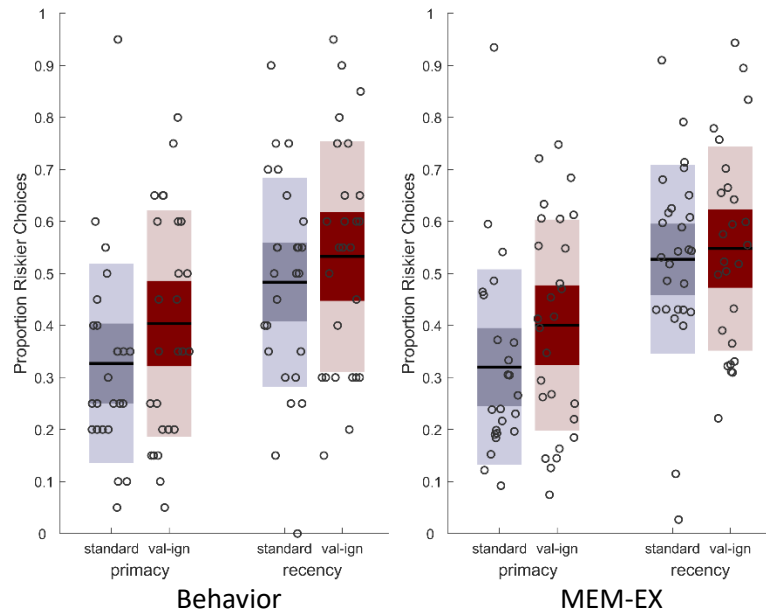 Proportion Riskier Choices
1
0.9
0.8
0.7
0.6
0.5
0.4
0.3
0.2
0.1
0
standard val-ign standard val-ign
primacy recency
Behavior
Proportion Riskier Choices
1
0.9
0.8
0.7
0.6
0.5
0.4
0.3
0.2
0.1
0
standard val-ign standard val-ign
primacy recency
MEM-EX